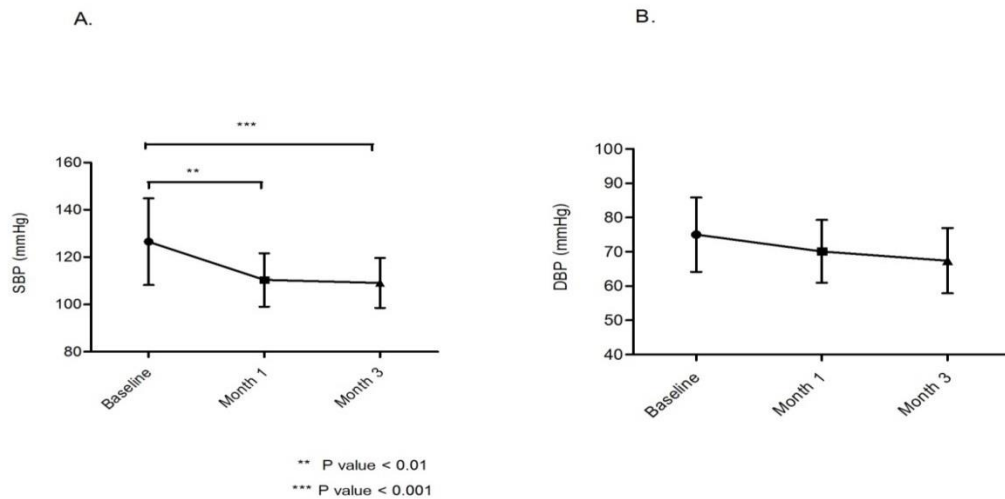 A.
***
**
160
140
120
100
80
SBP (mmHg)
Baseline
Month 1
Month 3
** P value < 0.01
*** P value < 0.001
B.
100
90
80
70
60
50
40
DBP (mmHg)
Baseline
Month 1
Month 3